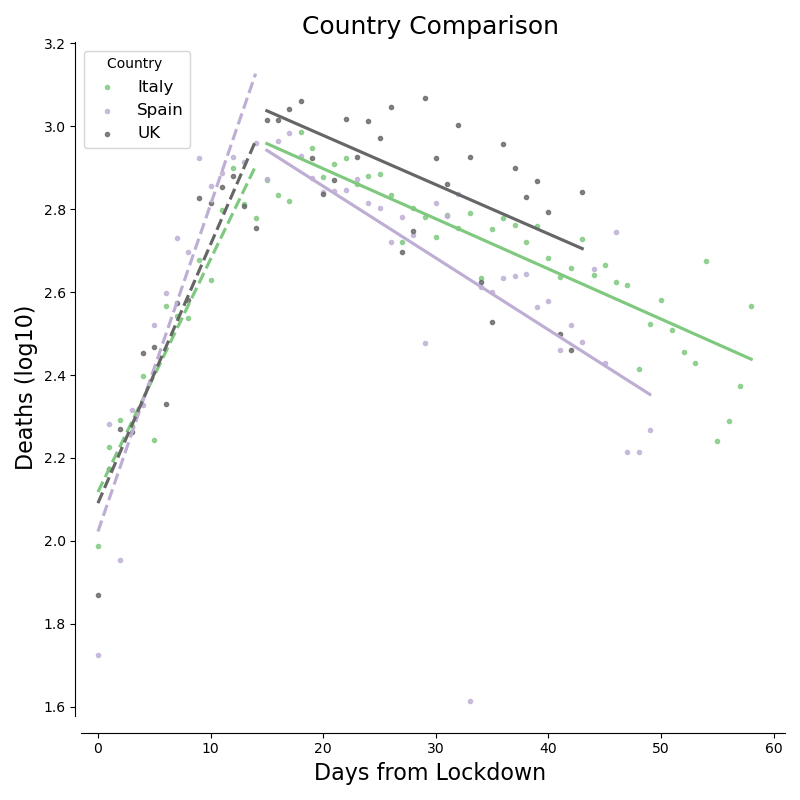 Country Comparison
Country
Italy
Spain
UK
Deaths (log10)
3.2
3.0
2.8
2.6
2.4
2.2
2.0
1.8
1.6
0 10 20 30 40 50 60
Days from Lockdown